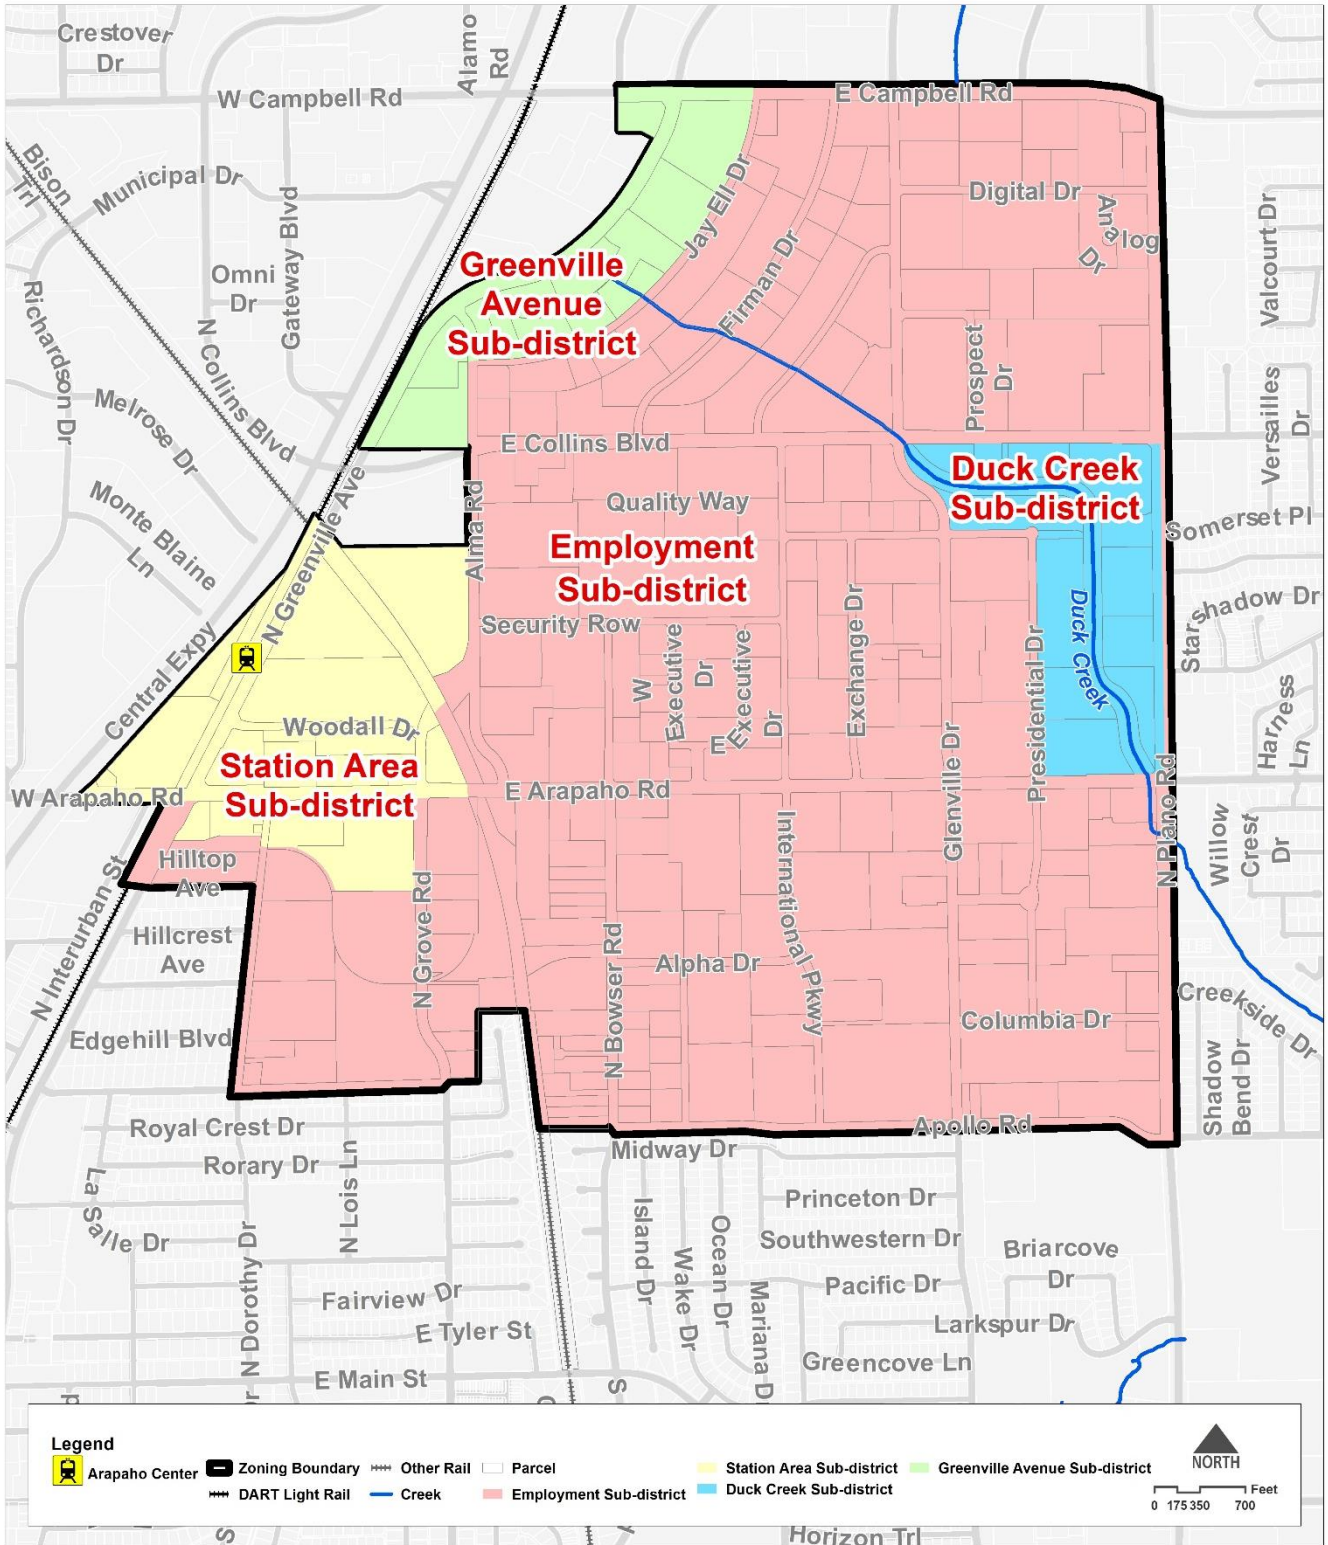 Crestover
Dr
Alamo
Rd
W Campbell Rd
E Campbell Rd
Bison
Trl
Municipal Dr
Gateway Blvd
Omni
Dr
N Collins Blvd
Richardson Dr
Melrose Dr
Monte Blaine
Ln
Jay Ell Dr
Firman Dr
Digital Dr
Analog
Dr
Valcourt Dr
Greenville
Avenue
Sub-district
Prospect
Dr
Versailles
Dr
E Collins Blvd
Quality Way
Alma Rd
Duck Creek
Sub-district
Somerset Pl
Employment
Sub-district
N Greenville Ave
Central Expy
Security Row
W
Executive
Dr
E
Executive
Dr
Exchange Dr
Glenville Dr
Presidential Dr
Duck Creek
Starshadow Dr
Harness
Ln
Woodall Dr
Station Area
Sub-district
W Arapaho Rd
E Arapaho Rd
N Plano Rd
International Pkwy
Willow
Crest
Dr
Hilltop
Ave
N Interurban St
Hillcrest
Ave
N Grove Rd
N Bowser Rd
Alpha Dr
Columbia Dr
Creekside Dr
Edgehill Blvd
Shadow
Bend Dr
Apollo Rd
Royal Crest Dr
Midway Dr
Rorary Dr
La Salle Dr
N Lois Ln
N Dorothy Dr
Island Dr
Wake Dr
Ocean Dr
Mariana Dr
Princeton Dr
Southwestern Dr
Pacific Dr
Briarcove
Dr
Larkspur Dr
Greencove Ln
Fairview Dr
E Tyler St
E Main St
S
Legend
Arapaho Center
Zoning Boundary
Other Rail
Parcel
Station Area Sub-district
Greenville Avenue Sub-district
DART Light Rail
Creek
Employment Sub-district
Duck Creek Sub-district
NORTH
Feet
0 175 350 700
Horizon Trl